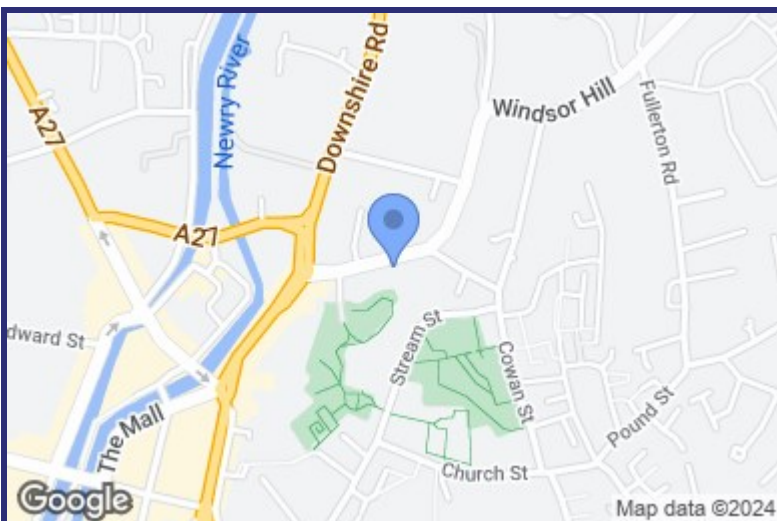 Newry River
Downshire Rd
Windsor Hill
Fullerton Rd
A27
A27
dward St
Stream St
Cowan St
Pound St
The Mall
Church St
Google
Map data ©2024